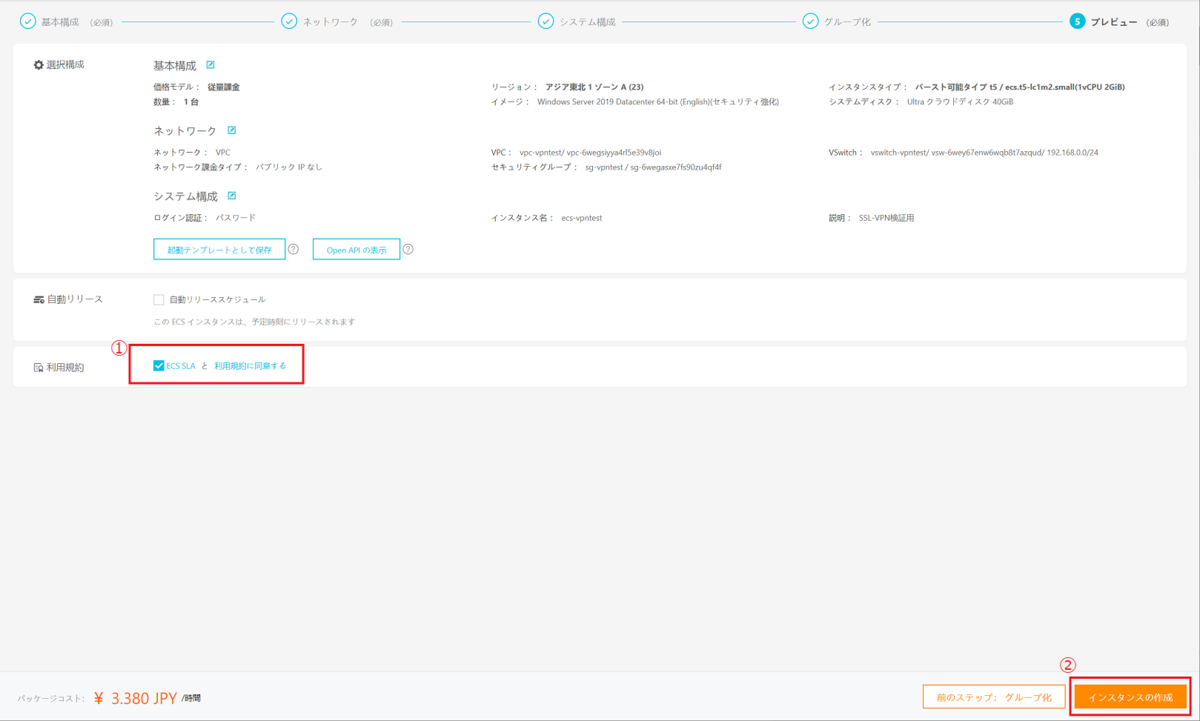 基本構成 (必須) ネットワーク (必須) システム構成 グループ化 5 プレビュー (必須)
選択構成
基本構成
価格モデル： 従量課金 リージョン： アジア東北 1 ゾーン A (23) インスタンスタイプ： バースト可能タイプ t5 / ecs.t5-lc1m2.small(1vCPU 2GiB)
数量： 1 台 イメージ： Windows Server 2019 Datacenter 64-bit (English)(セキュリティ強化) システムディスク： Ultra クラウドディスク 40GiB
ネットワーク
ネットワーク： VPC VPC： vpc-vpntest/ vpc-6wegsiyya4rl5e39v8joi VSwitch： vswitch-vpntest/ vsw-6wey67enw6wqb8t7azqud/ 192.168.0.0/24
ネットワーク課金タイプ： パブリック IP なし セキュリティグループ： sg-vpntest / sg-6wegasxe7fs90zu4qf4f
システム構成
ログイン認証： パスワード インスタンス名： ecs-vpntest 説明： SSL-VPN検証用
起動テンプレートとして保存 ? Open API の表示 ?
自動リリース 自動リリーススケジュール
この ECS インスタンスは、予定時刻にリリースされます
①
利用規約 ECS SLA と 利用規約に同意する
②
パッケージコスト: ¥ 3.380 JPY /時間 前のステップ: グループ化 インスタンスの作成